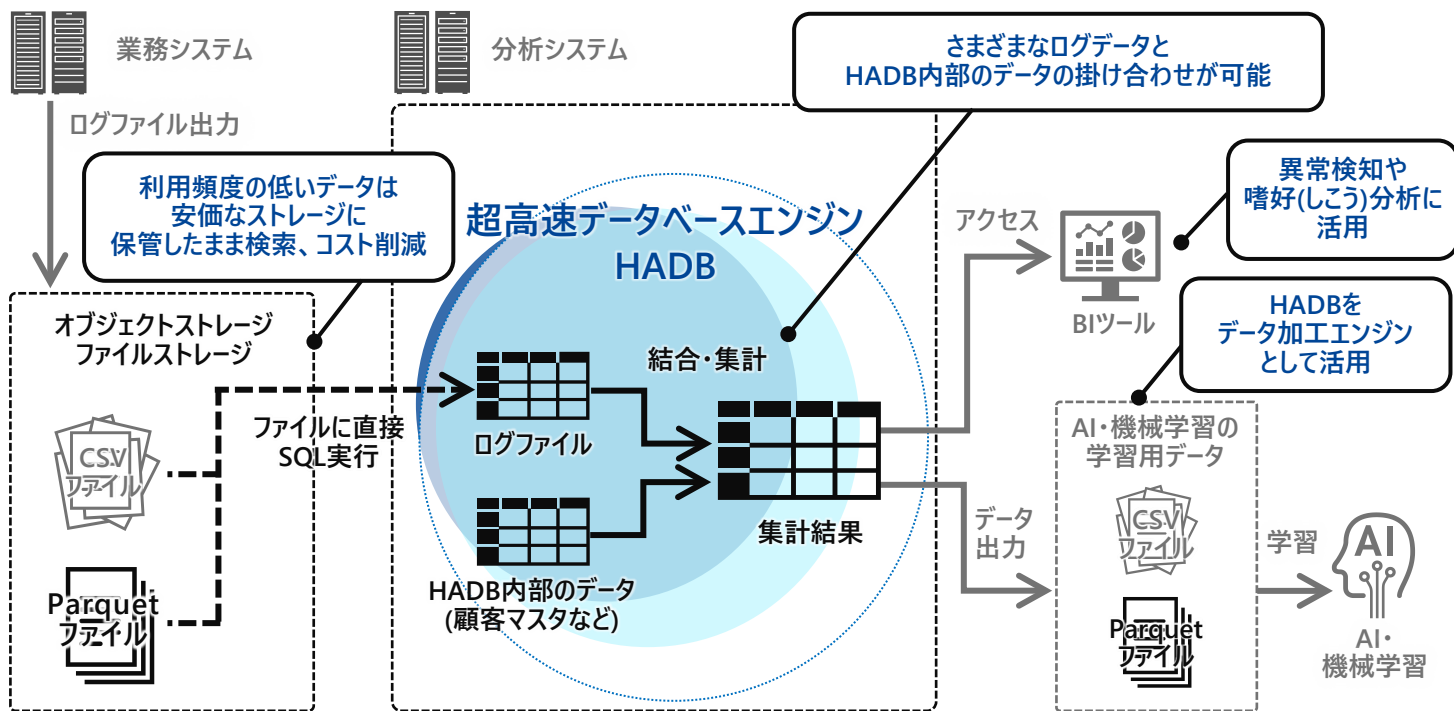 業務システム
分析システム
さまざまなログデータと
HADB内部のデータの掛け合わせが可能
ログファイル出力
利用頻度の低いデータは
安価なストレージに
保管したまま検索、コスト削減
超高速データベースエンジン
HADB
アクセス
異常検知や
嗜好(しこう)分析に
活用
BIツール
HADBを
データ加工エンジン
として活用
オブジェクトストレージ
ファイルストレージ
結合・集計
ファイルに直接
SQL実行
ログファイル
CSV
ファイル
AI・機械学習の
学習用データ
集計結果
データ
出力
CSV
ファイル
学習
AI
HADB内部のデータ
(顧客マスタなど)
Parquet
ファイル
Parquet
ファイル
AI・
機械学習